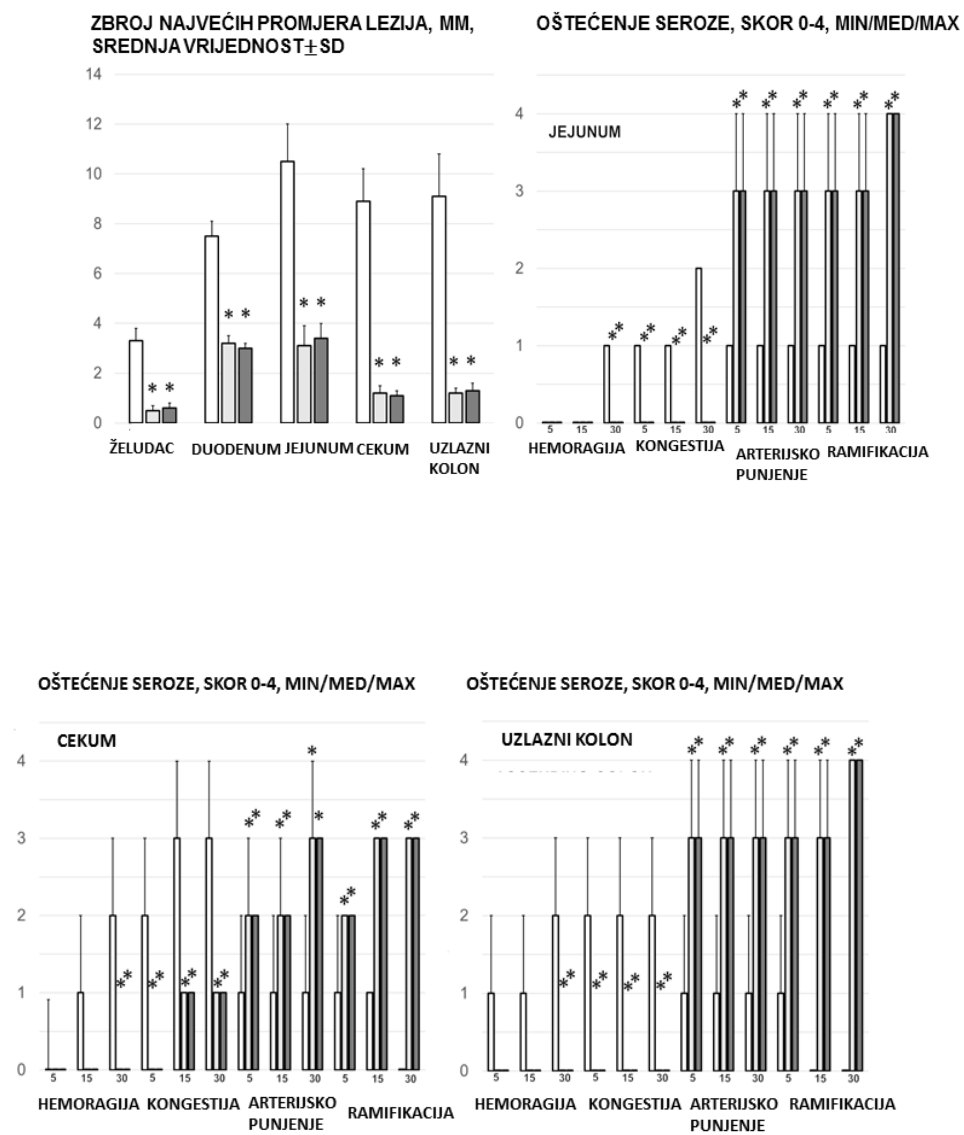 ZBROJ NAJVEĆIH PROMJERA LEZIJA, MM,
SREDNJA VRIJEDNOST±SD
14
12
10
8
6
4
2
0
* * * * * * * * * *
ŽELUDAC DUODENUM JEJUNUM CEKUM UZLAZNI
KOLON
OŠTEĆENJE SEROZE, SKOR 0-4, MIN/MED/MAX
JEJUNUM
4
3
2
1
0
** ** ** ** ** **
** ** ** **
5 15 30 5 15 30 5 15 30 5 15 30
HEMORAGIJA KONGESTIJA ARTERIJSKO RAMIFIKACIJA
PUNJENJE
OŠTEĆENJE SEROZE, SKOR 0-4, MIN/MED/MAX
CEKUM
4
3
2
1
0
*
** ** * ** **
**
** ** ** **
5 15 30 5 15 30 5 15 30 5 15 30
HEMORAGIJA KONGESTIJA ARTERIJSKO RAMIFIKACIJA
PUNJENJE
OŠTEĆENJE SEROZE, SKOR 0-4, MIN/MED/MAX
UZLAZNI KOLON
4
3
2
1
0
** ** ** ** ** **
** ** ** **
5 15 30 5 15 30 5 15 30 5 15 30
HEMORAGIJA KONGESTIJA ARTERIJSKO RAMIFIKACIJA
PUNJENJE